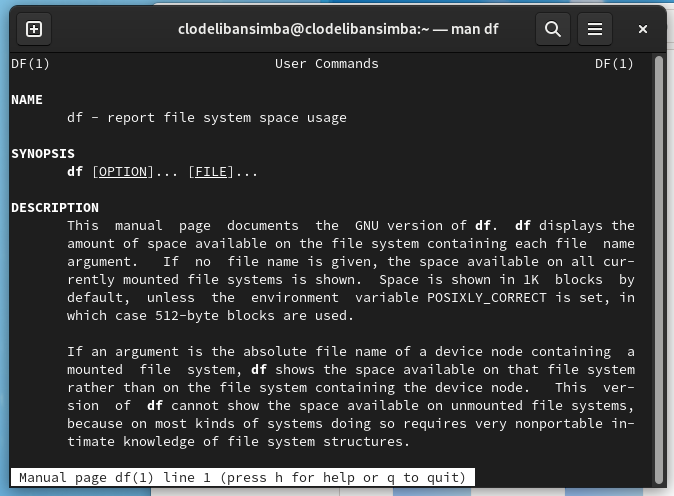 clodelibansimba@clodelibansimba:~ — man df
DF(1) User Commands DF(1)
NAME
df - report file system space usage
SYNOPSIS
df [OPTION]... [FILE]...
DESCRIPTION
This manual page documents the GNU version of df. df displays the
amount of space available on the file system containing each file name
argument. If no file name is given, the space available on all cur-
rently mounted file systems is shown. Space is shown in 1K blocks by
default, unless the environment variable POSIXLY_CORRECT is set, in
which case 512-byte blocks are used.
If an argument is the absolute file name of a device node containing a
mounted file system, df shows the space available on that file system
rather than on the file system containing the device node. This ver-
sion of df cannot show the space available on unmounted file systems,
because on most kinds of systems doing so requires very nonportable in-
timate knowledge of file system structures.
Manual page df(1) line 1 (press h for help or q to quit)